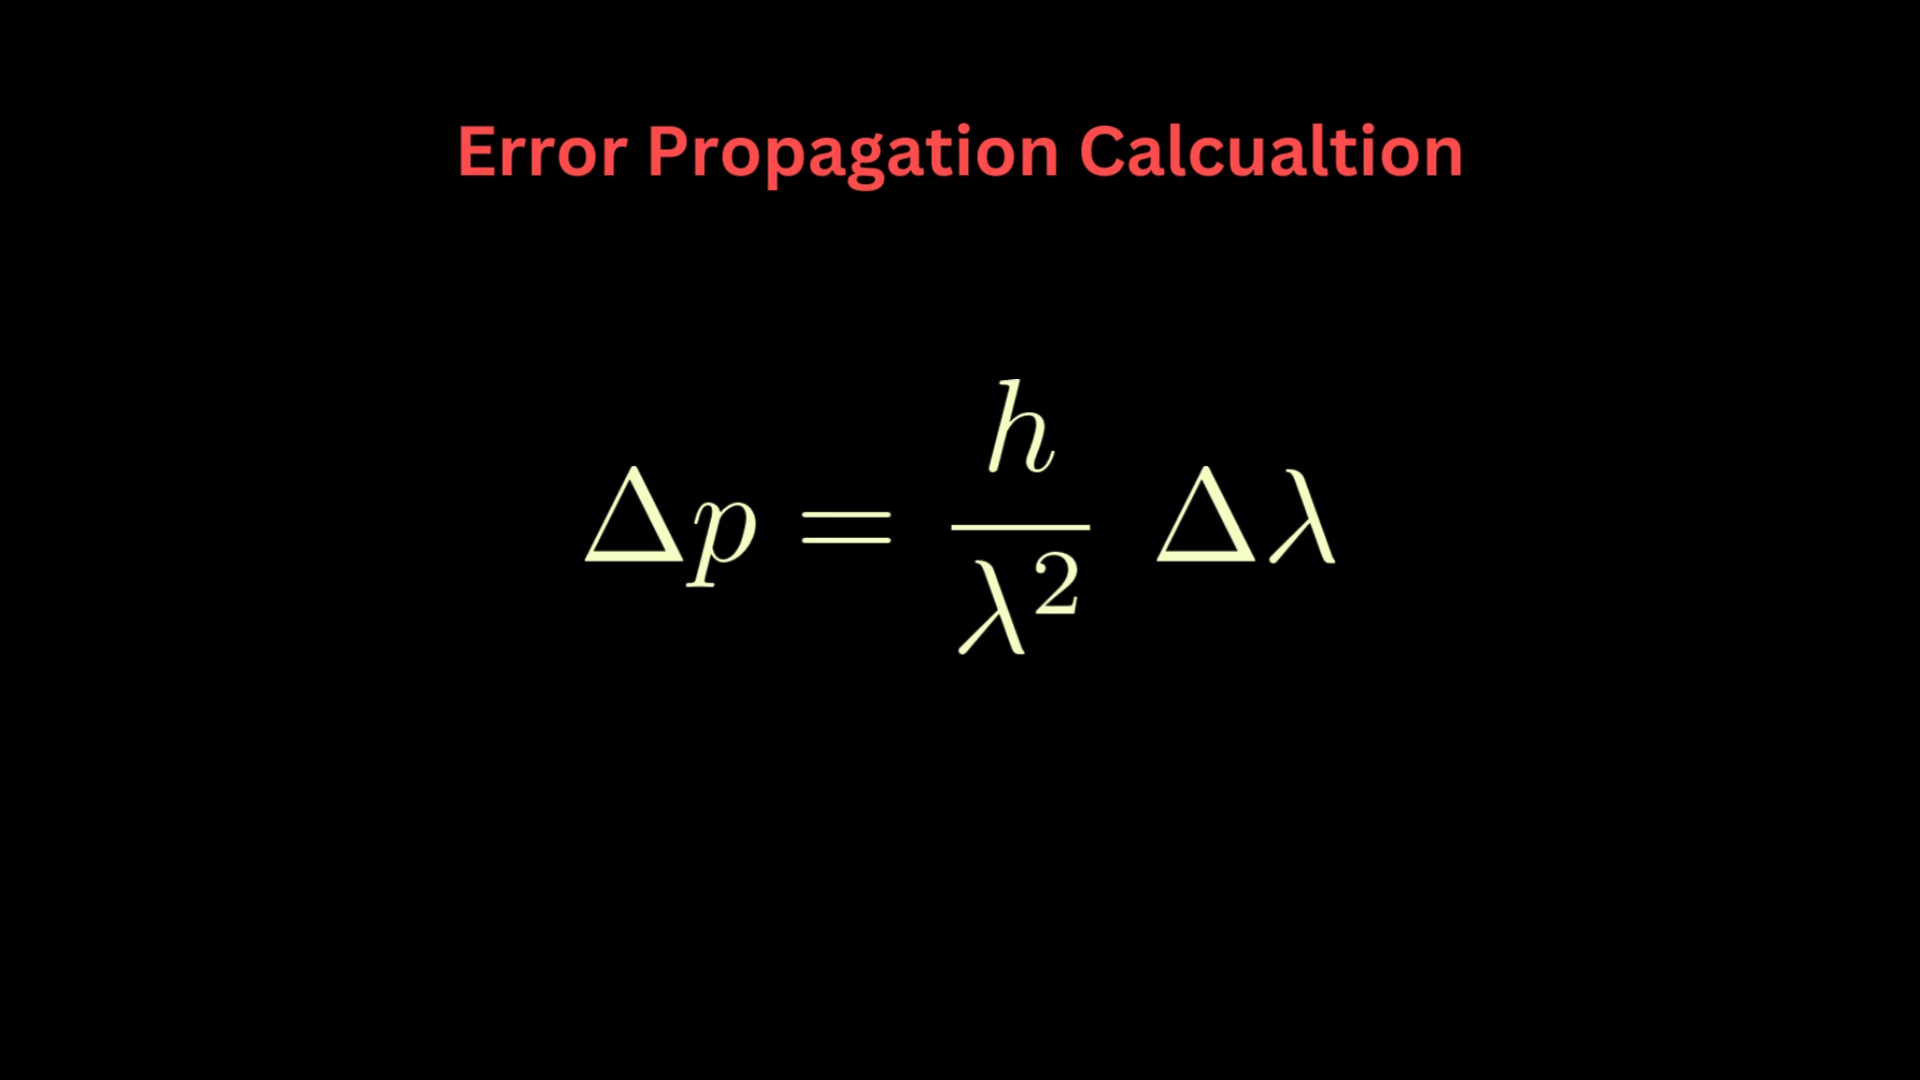 Error Propagation Calcualtion
Δp = h/λ² Δλ